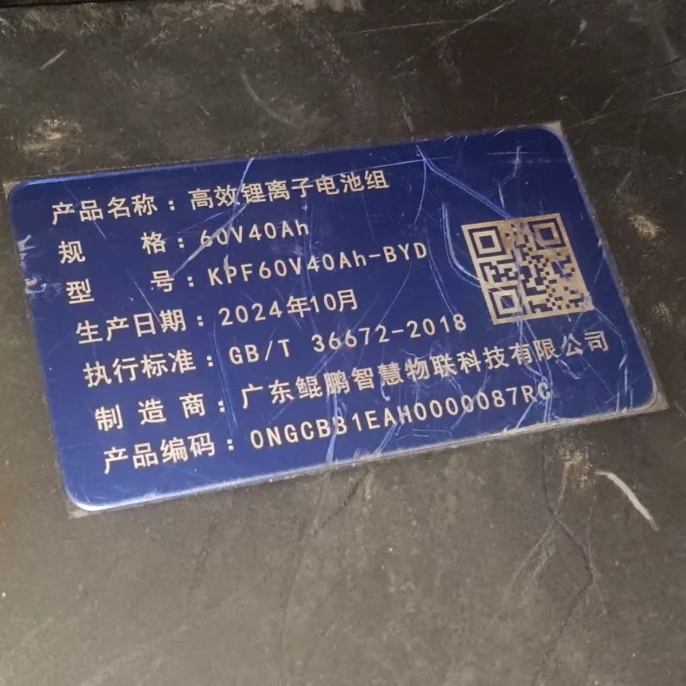 产品名称：高效锂离子电池组
规格：60V40Ah
型号：KPF60V40Ah-BYD
生产日期：2024年10月
执行标准：GB/T 36672-2018
制造商：广东鲲鹏智慧物联科技有限公司
产品编码：0NGCBB1EAH0000087RC